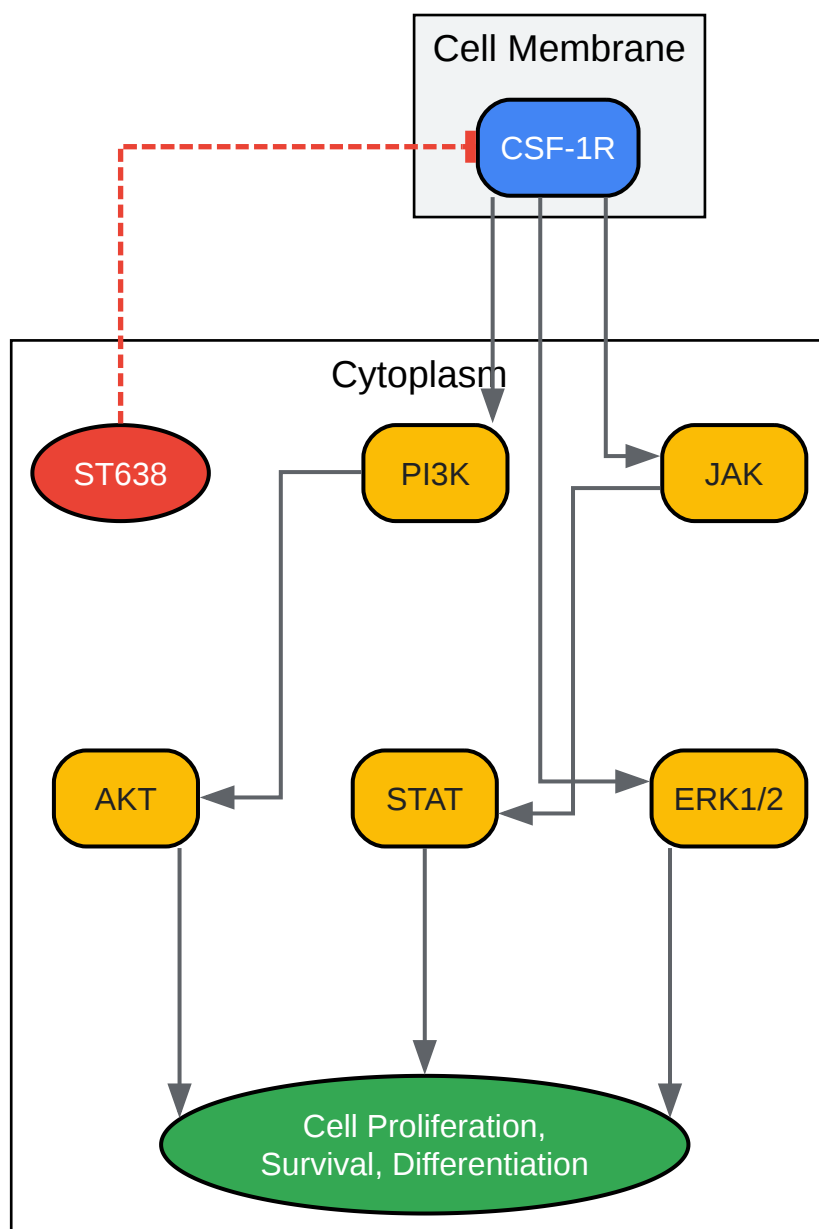 Cell Membrane
CSF-1R
Cytoplasm
ST638
PI3K
JAK
AKT
STAT
ERK1/2
Cell Proliferation,
Survival, Differentiation